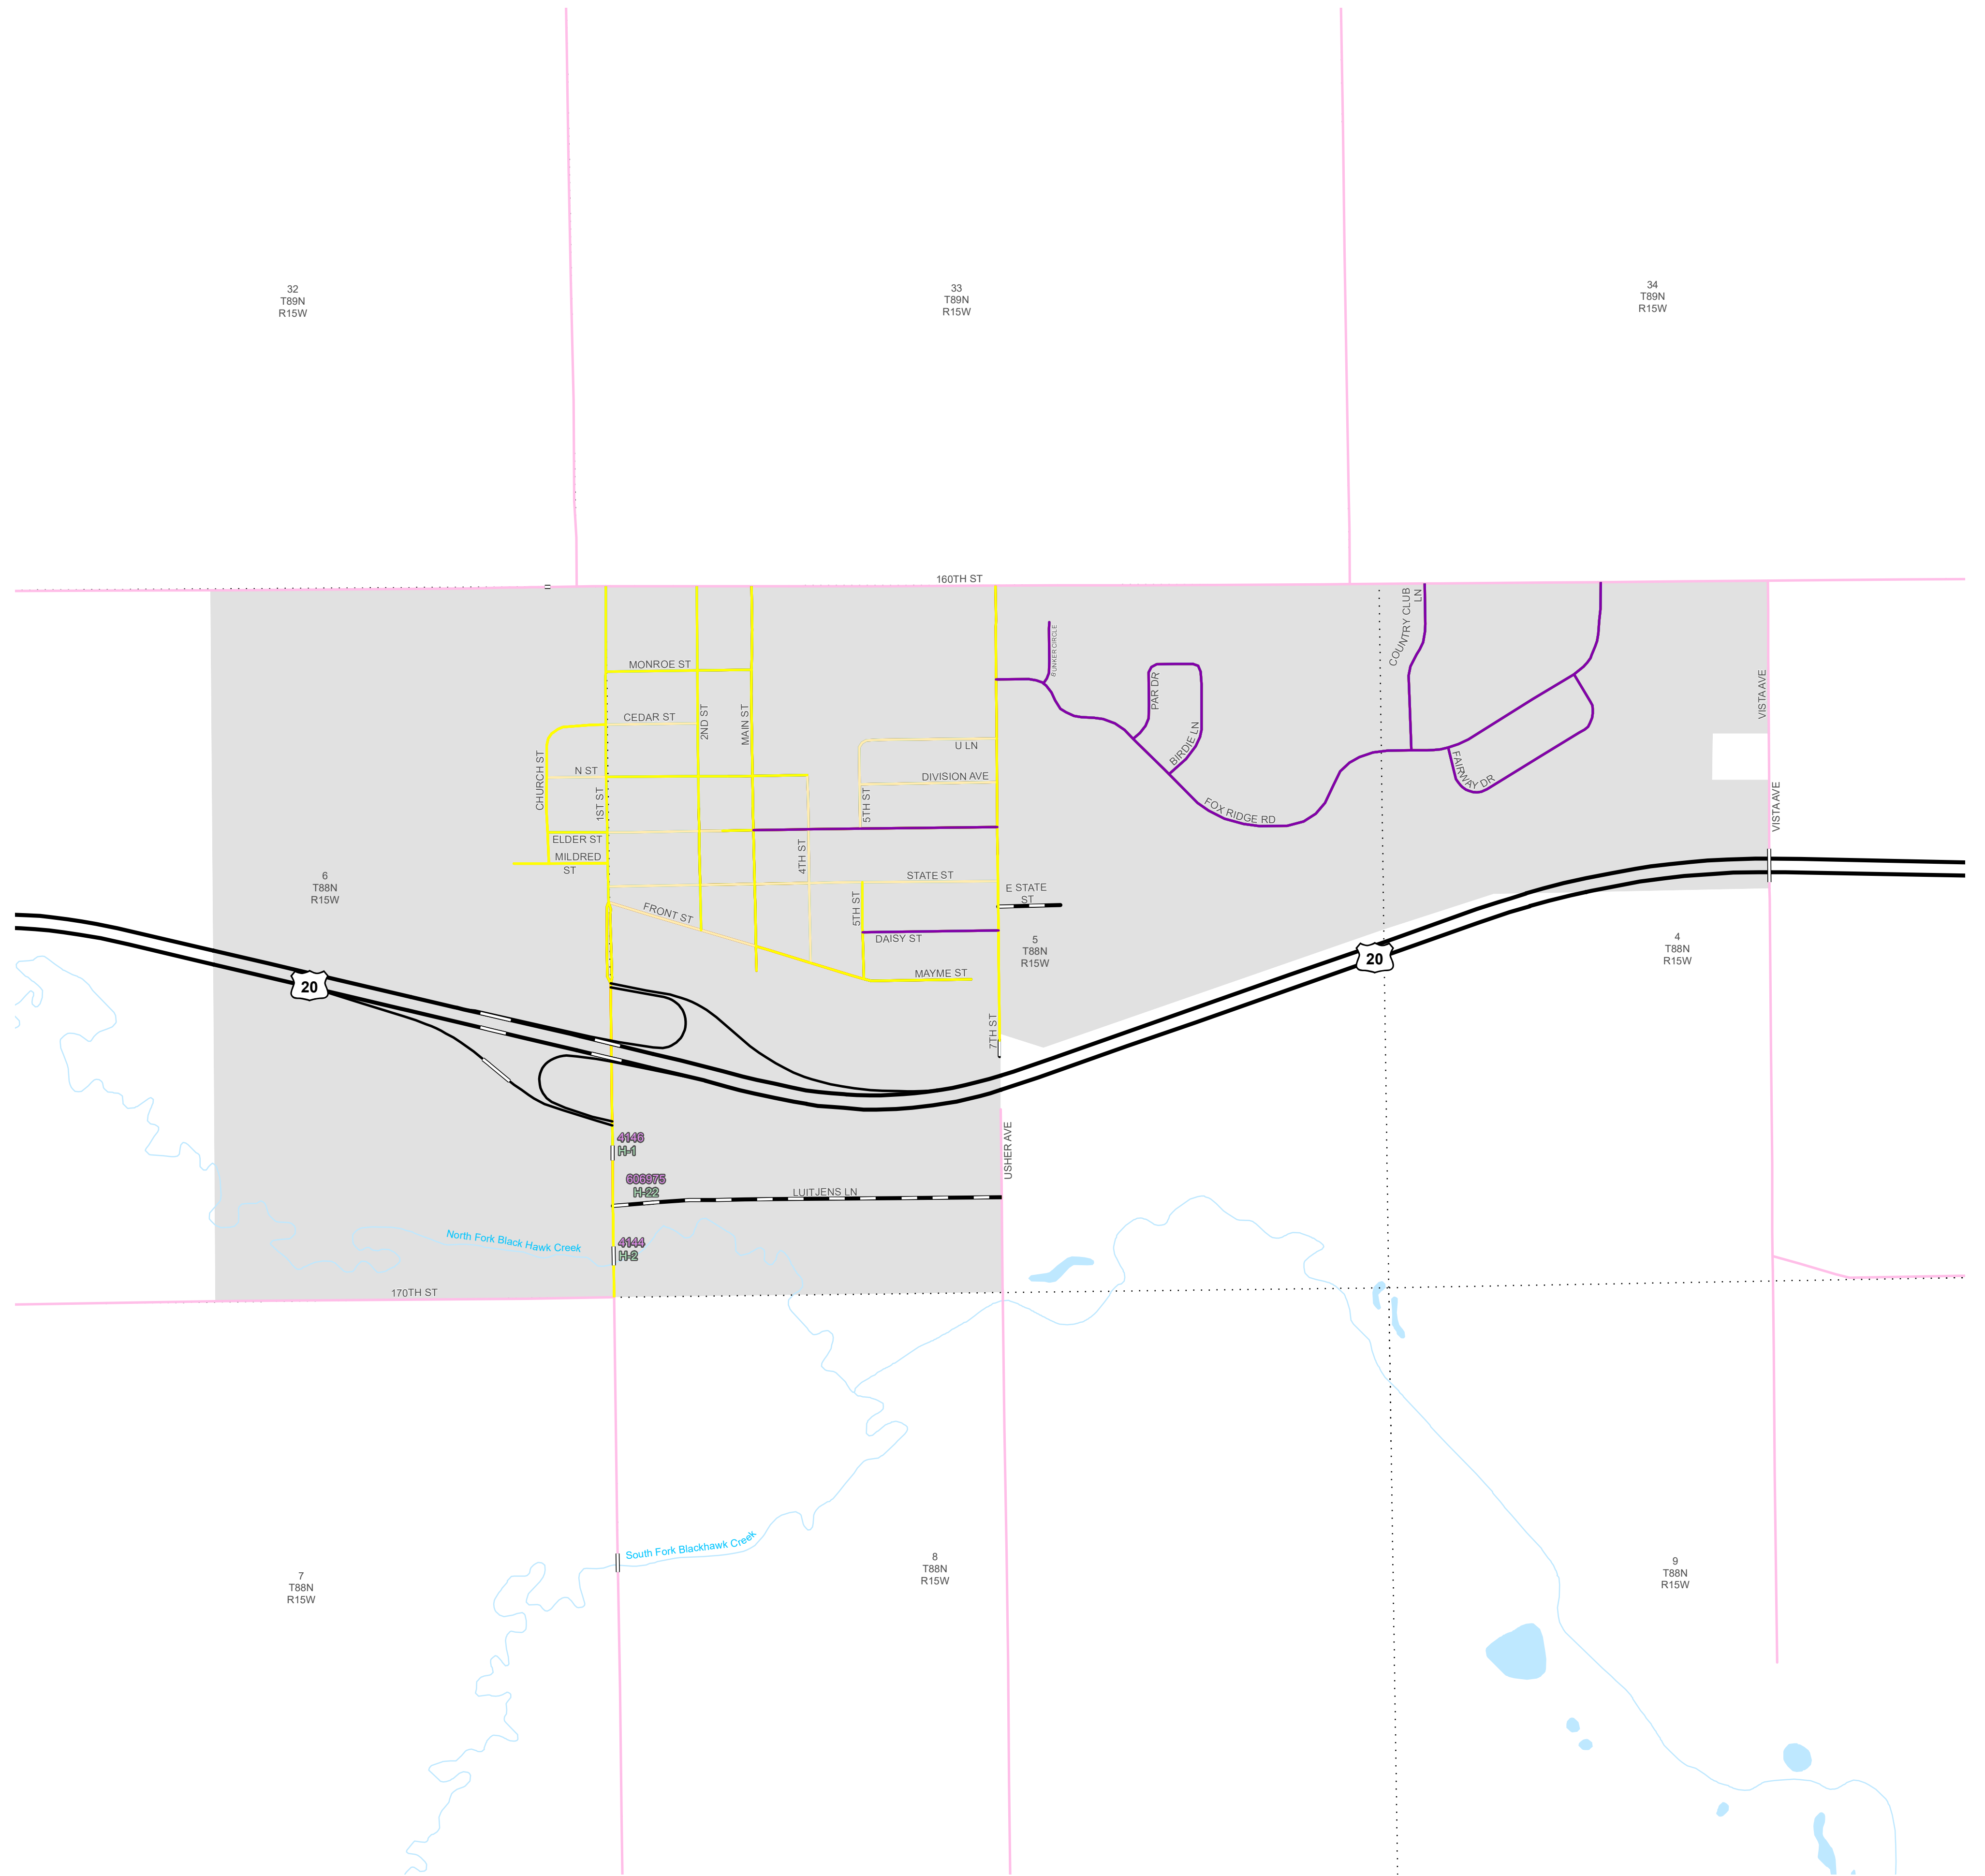 32
T89N
R15W
33
T89N
R15W
34
T89N
R15W
160TH ST
COUNTRY CLUB
LN
BUNKER CIRCLE
MONROE ST
PAR DR
VISTA AVE
CEDAR ST
2ND ST
MAIN ST
BIRDIE LN
U LN
CHURCH ST
N ST
DIVISION AVE
FAIRWAY DR
1ST ST
5TH ST
FOX RIDGE RD
VISTA AVE
ELDER ST
MILDRED
ST
4TH ST
STATE ST
6
T88N
R15W
E STATE
ST
FRONT ST
5TH ST
DAISY ST
5
T88N
R15W
4
T88N
R15W
20
20
MAYME ST
7TH ST
4146
H-1
USHER AVE
606975
H-22
LUITJENS LN
North Fork Black Hawk Creek
4144
H-2
170TH ST
South Fork Blackhawk Creek
7
T88N
R15W
8
T88N
R15W
9
T88N
R15W